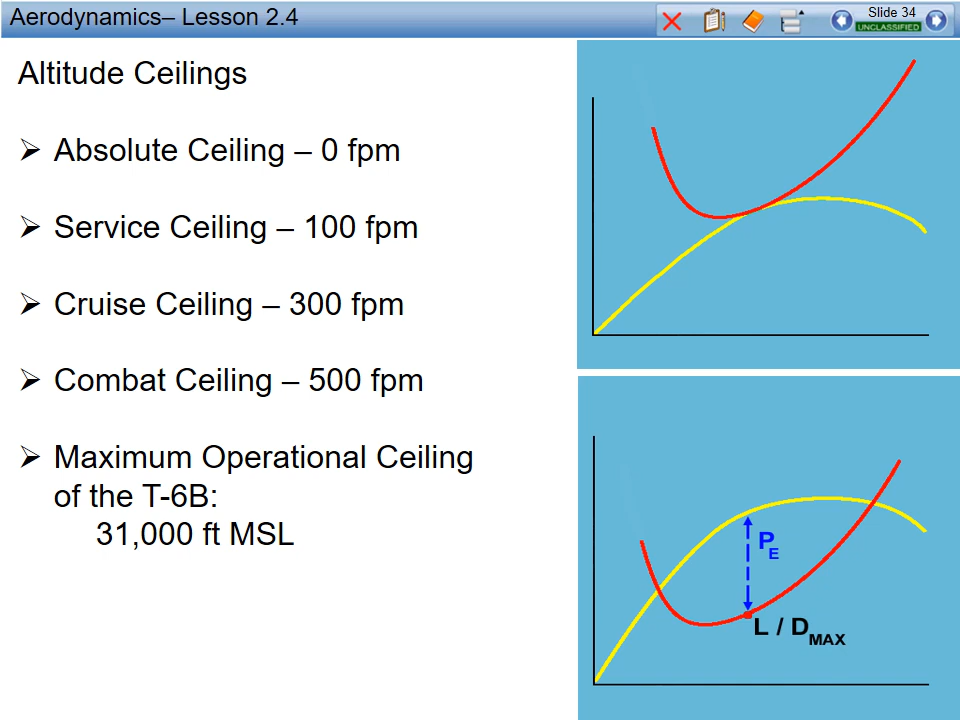 Aerodynamics– Lesson 2.4
Slide 34
UNCLASSIFIED
Altitude Ceilings
Absolute Ceiling – 0 fpm
Service Ceiling – 100 fpm
Cruise Ceiling – 300 fpm
Combat Ceiling – 500 fpm
Maximum Operational Ceiling
of the T-6B:
31,000 ft MSL
PE
L / DMAX